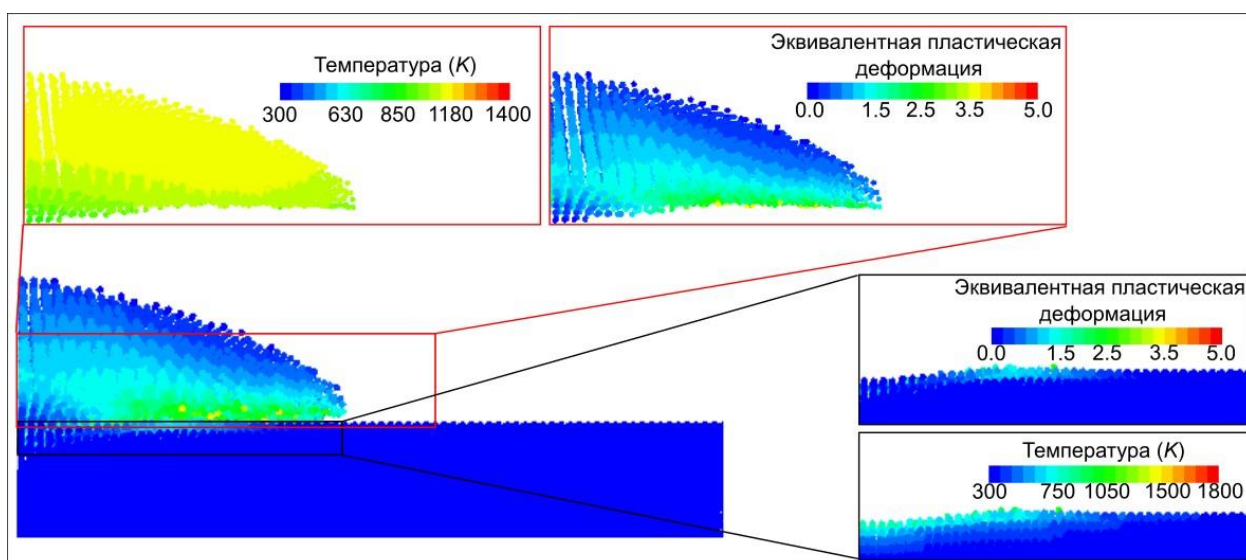 Температура (K)
300 630 850 1180 1400
Эквивалентная пластическая
деформация
0.0 1.5 2.5 3.5 5.0
Эквивалентная пластическая
деформация
0.0 1.5 2.5 3.5 5.0
Температура (K)
300 750 1050 1500 1800